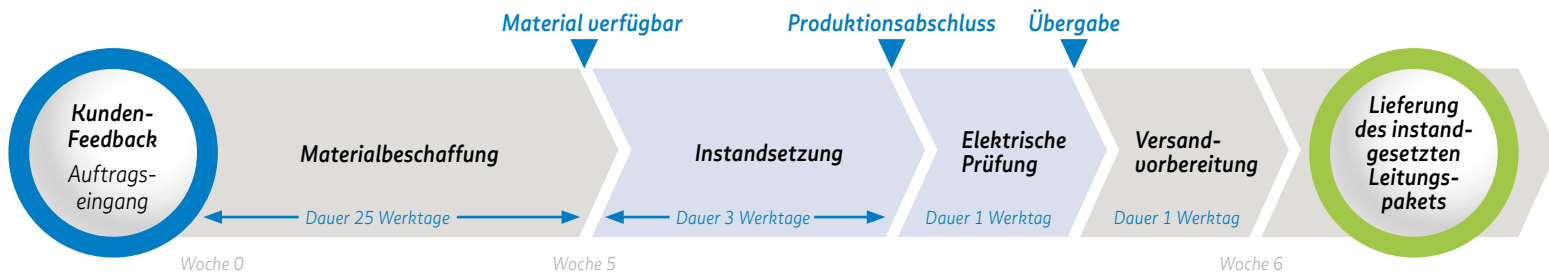 Material verfügbar
Produktionsabschluss
Übergabe
Kunden-
Feedback
Auftrags-
eingang
Materialbeschaffung
Dauer 25 Werktage
Instandsetzung
Dauer 3 Werktage
Elektrische
Prüfung
Dauer 1 Werktag
Versand-
vorbereitung
Dauer 1 Werktag
Lieferung
des instand-
gesetzten
Leitungs-
pakets
Woche 0
Woche 5
Woche 6